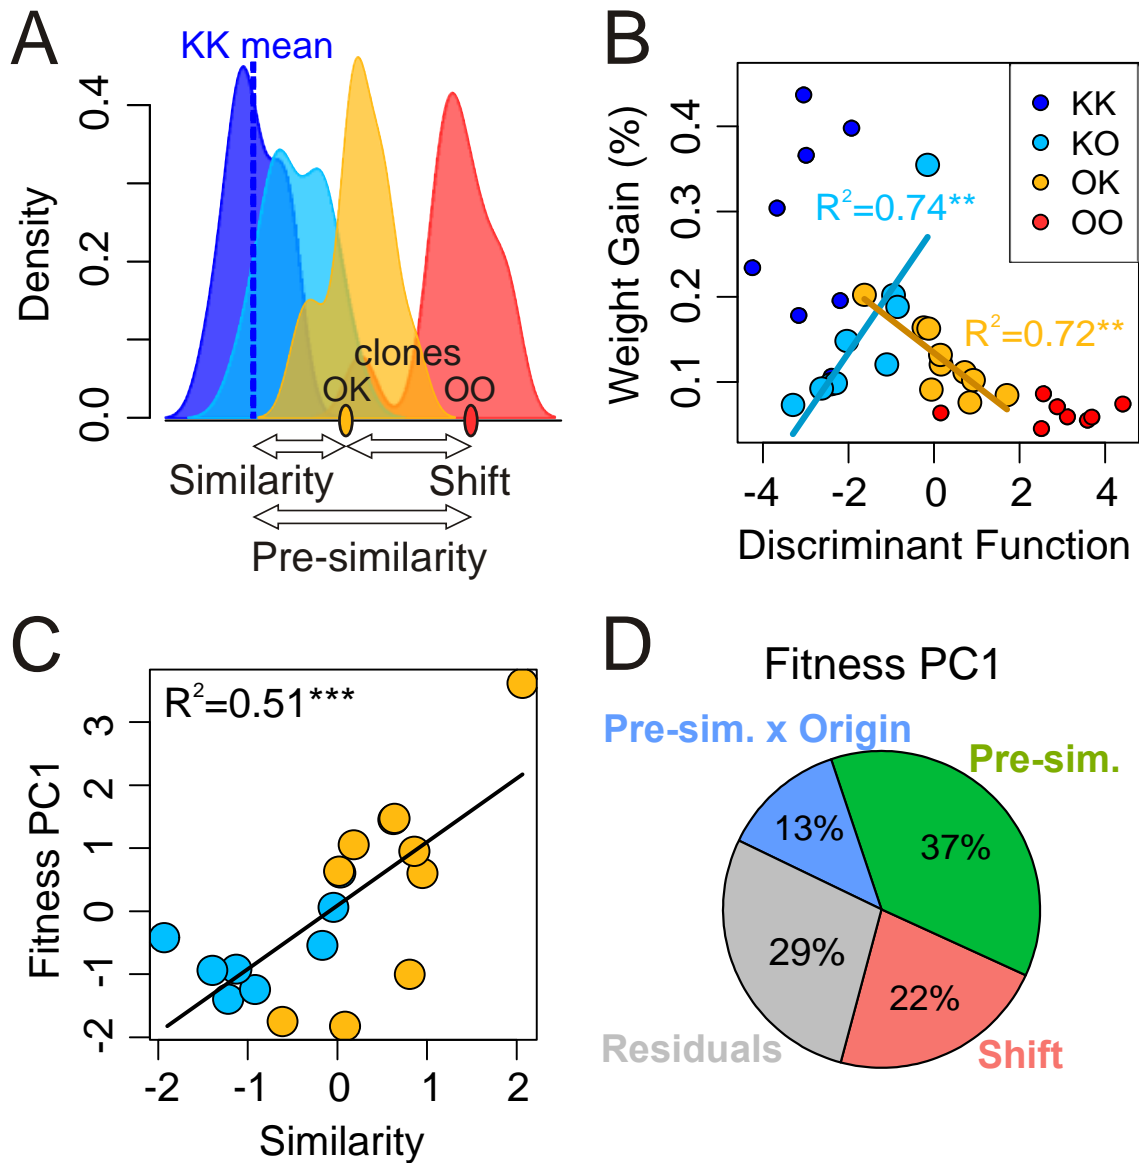 A
KK mean
Density
0.4
0.2
0.0
clones
OK
OO
Similarity
Shift
Pre-similarity
B
Weight Gain (%)
0.4
0.3
0.2
0.1
KK
KO
OK
OO
R²=0.74**
R²=0.72**
-4 -2 0 2 4
Discriminant Function
C
R²=0.51***
Fitness PC1
3
2
1
0
-1
-2
-2 -1 0 1 2
Similarity
D
Fitness PC1
Pre-sim. x Origin
Pre-sim.
13%
37%
29%
22%
Residuals
Shift